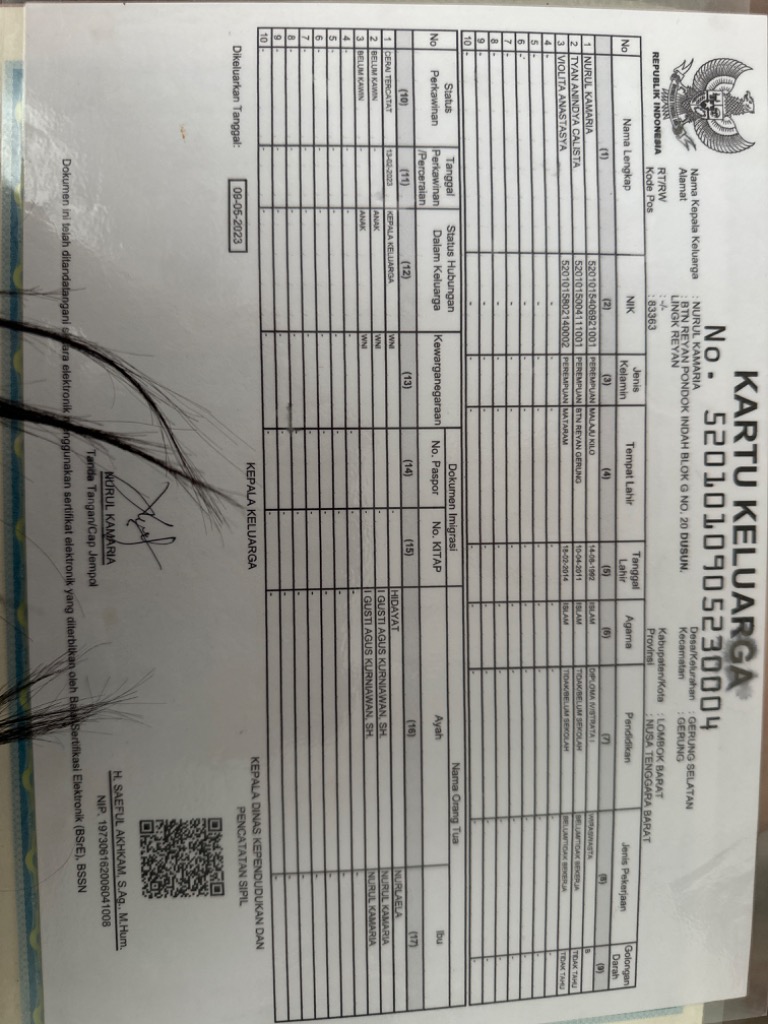 KARTU KELUARGA
No. 5201010905230004
REPUBLIK INDONESIA
Nama Kepala Keluarga : NURUL KAMARIA
Alamat : BTN REYAN PONDOK INDAH BLOK G NO. 20 DUSUN.
LINGK REYAN
RT/RW : -/-
Kode Pos : 83363
Desa/Kelurahan : GERUNG SELATAN
Kecamatan : GERUNG
Kabupaten/Kota : LOMBOK BARAT
Provinsi : NUSA TENGGARA BARAT
No Nama Lengkap NIK Jenis Kelamin Tempat Lahir Tanggal Lahir Agama Pendidikan Jenis Pekerjaan Golongan Darah
(1) (2) (3) (4) (5) (6) (7) (8) (9)
1 NURUL KAMARIA 5201015406921001 PEREMPUAN MALAJU KILO 14-06-1992 ISLAM DIPLOMA IV/STRATA I WIRASWASTA B
2 TYAN ANINDYA CALISTA 5201015004111001 PEREMPUAN BTN REYAN GERUNG 10-04-2011 ISLAM TIDAK/BELUM SEKOLAH BELUM/TIDAK BEKERJA TIDAK TAHU
3 VIOLITA ANASTASYA 5201015802140002 PEREMPUAN MATARAM 18-02-2014 ISLAM TIDAK/BELUM SEKOLAH BELUM/TIDAK BEKERJA TIDAK TAHU
4 - - - - - - - - -
5 - - - - - - - - -
6 - - - - - - - - -
7 - - - - - - - - -
8 - - - - - - - - -
9 - - - - - - - - -
10 - - - - - - - - -
No Status Perkawinan Tanggal Perkawinan /Perceraian Status Hubungan Dalam Keluarga Kewarganegaraan Dokumen Imigrasi Nama Orang Tua
No. Paspor No. KITAP Ayah Ibu
(10) (11) (12) (13) (14) (15) (16) (17)
1 CERAI TERCATAT 13-02-2023 KEPALA KELUARGA WNI - - HIDAYAT NURLAELA
2 BELUM KAWIN - ANAK WNI - - I GUSTI AGUS KURNIAWAN, SH. NURUL KAMARIA
3 BELUM KAWIN - ANAK WNI - - I GUSTI AGUS KURNIAWAN, SH. NURUL KAMARIA
4 - - - - - - - -
5 - - - - - - - -
6 - - - - - - - -
7 - - - - - - - -
8 - - - - - - - -
9 - - - - - - - -
10 - - - - - - - -
Dikeluarkan Tanggal: 09-05-2023
KEPALA KELUARGA
NURUL KAMARIA
Tanda Tangan/Cap Jempol
KEPALA DINAS KEPENDUDUKAN DAN
PENCATATAN SIPIL
H. SAEFUL AKHKAM, S.Ag., M.Hum.
NIP. 197306162006041008
Dokumen ini telah ditandatangani secara elektronik menggunakan sertifikat elektronik yang diterbitkan oleh Balai Sertifikasi Elektronik (BSrE), BSSN